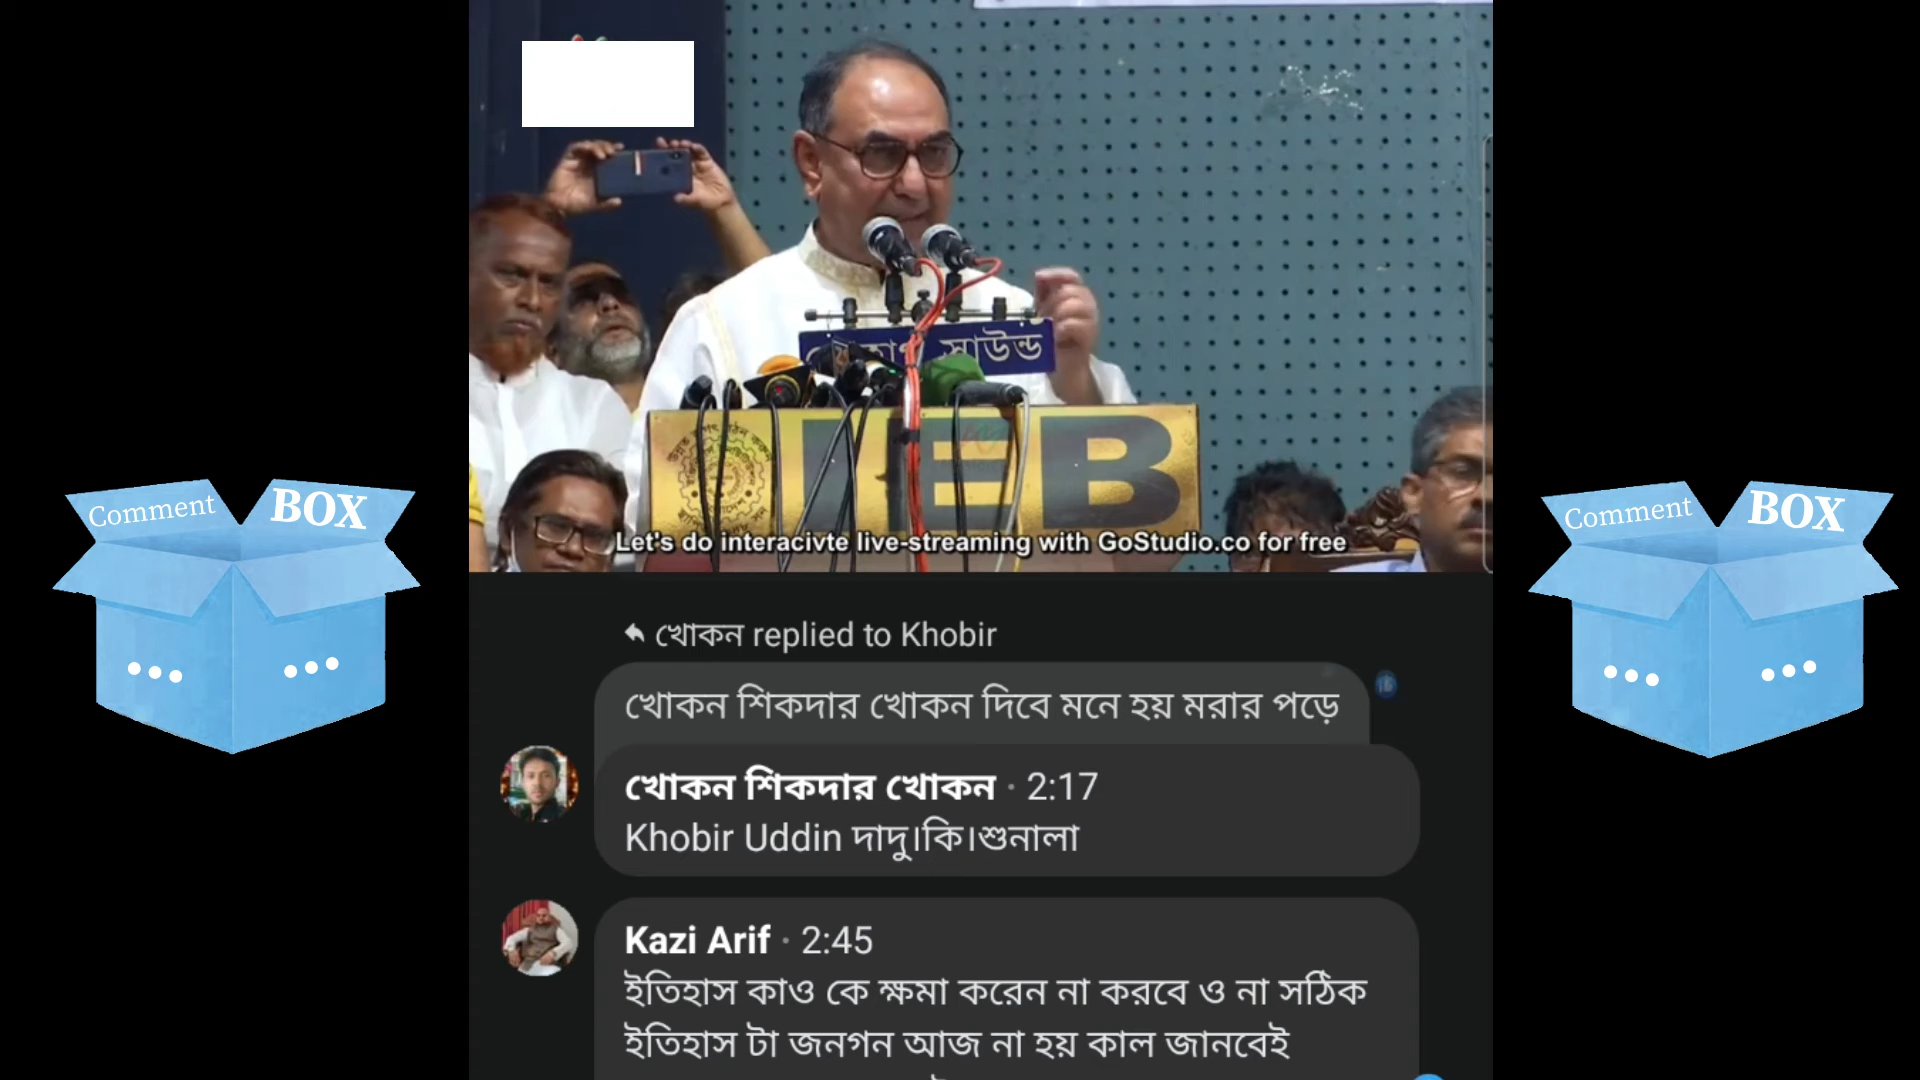 সাউন্ড
IEB
Let's do interacivte live-streaming with GoStudio.co for free
Comment BOX
Comment BOX
খোকন replied to Khobir
খোকন শিকদার খোকন দিবে মনে হয় মরার পড়ে
খোকন শিকদার খোকন · 2:17
Khobir Uddin দাদু।কি।শুনালা
Kazi Arif · 2:45
ইতিহাস কাও কে ক্ষমা করেন না করবে ও না সঠিক
ইতিহাস টা জনগন আজ না হয় কাল জানবেই